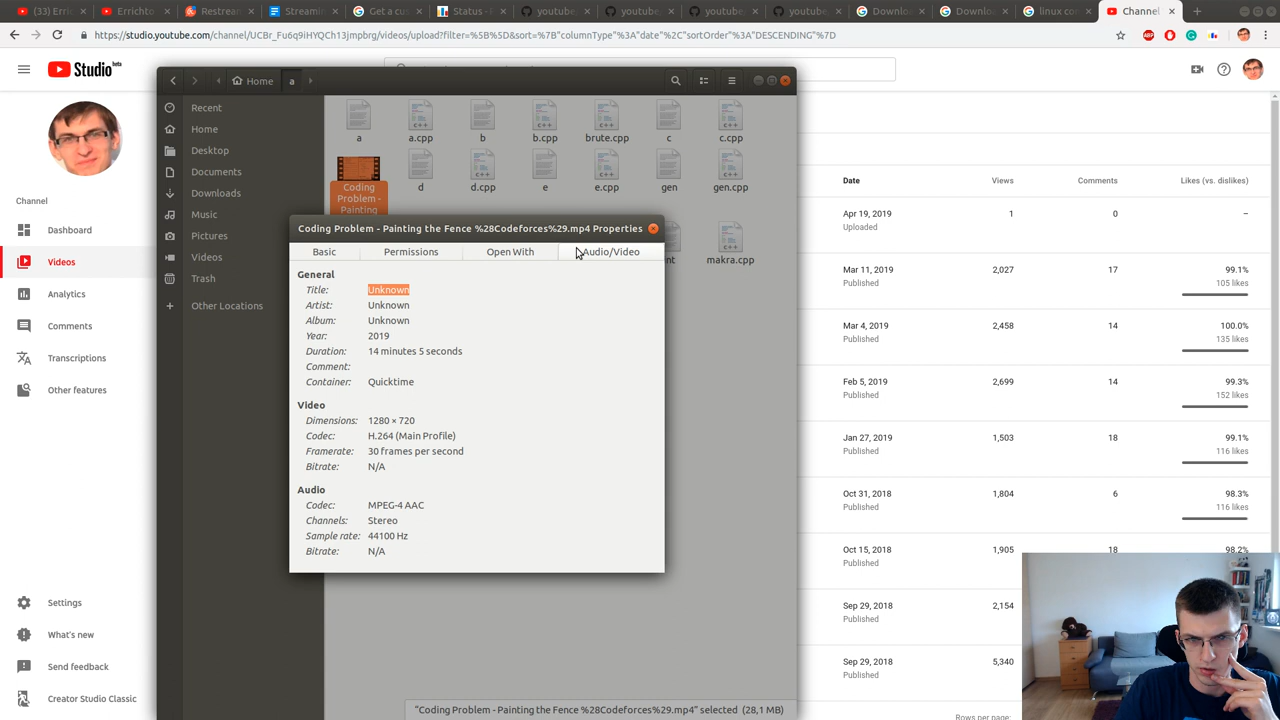 (33) Erri
Erricht
Restrean
Streamin
Get a cu
Status -
youtube
youtube
youtube
youtube
Downlo
Downlo
linux co
Channel
https://studio.youtube.com/channel/UCBr_Fu6q9iHYQCh13jmpbrg/videos/upload?filter=%5B%5D&sort=%7B"columnType"%3A"date"%2C"sortOrder"%3A"DESCENDING"%7D
Studio beta
Channel
Dashboard
Videos
Analytics
Comments
Transcriptions
Other features
Settings
What's new
Send feedback
Creator Studio Classic
Home a
Recent
Home
Desktop
Documents
Downloads
Music
Pictures
Videos
Trash
Other Locations
a a.cpp b b.cpp brute.cpp c c.cpp
Coding
Problem -
Painting
d d.cpp e e.cpp gen gen.cpp
nt makra.cpp
Coding Problem - Painting the Fence %28Codeforces%29.mp4 Properties
Basic Permissions Open With Audio/Video
General
Title: Unknown
Artist: Unknown
Album: Unknown
Year: 2019
Duration: 14 minutes 5 seconds
Comment:
Container: Quicktime
Video
Dimensions: 1280 × 720
Codec: H.264 (Main Profile)
Framerate: 30 frames per second
Bitrate: N/A
Audio
Codec: MPEG-4 AAC
Channels: Stereo
Sample rate: 44100 Hz
Bitrate: N/A
"Coding Problem - Painting the Fence %28Codeforces%29.mp4" selected (28,1 MB)
Date Views Comments Likes (vs. dislikes)
Apr 19, 2019 1 0 –
Uploaded
Mar 11, 2019 2,027 17 99.1%
Published 105 likes
Mar 4, 2019 2,458 14 100.0%
Published 135 likes
Feb 5, 2019 2,699 14 99.3%
Published 152 likes
Jan 27, 2019 1,503 18 99.1%
Published 116 likes
Oct 31, 2018 1,804 6 98.3%
Published 116 likes
Oct 15, 2018 1,905 18 98.2%
Published
Sep 29, 2018 2,154
Published
Sep 29, 2018 5,340
Published
Rows per page: